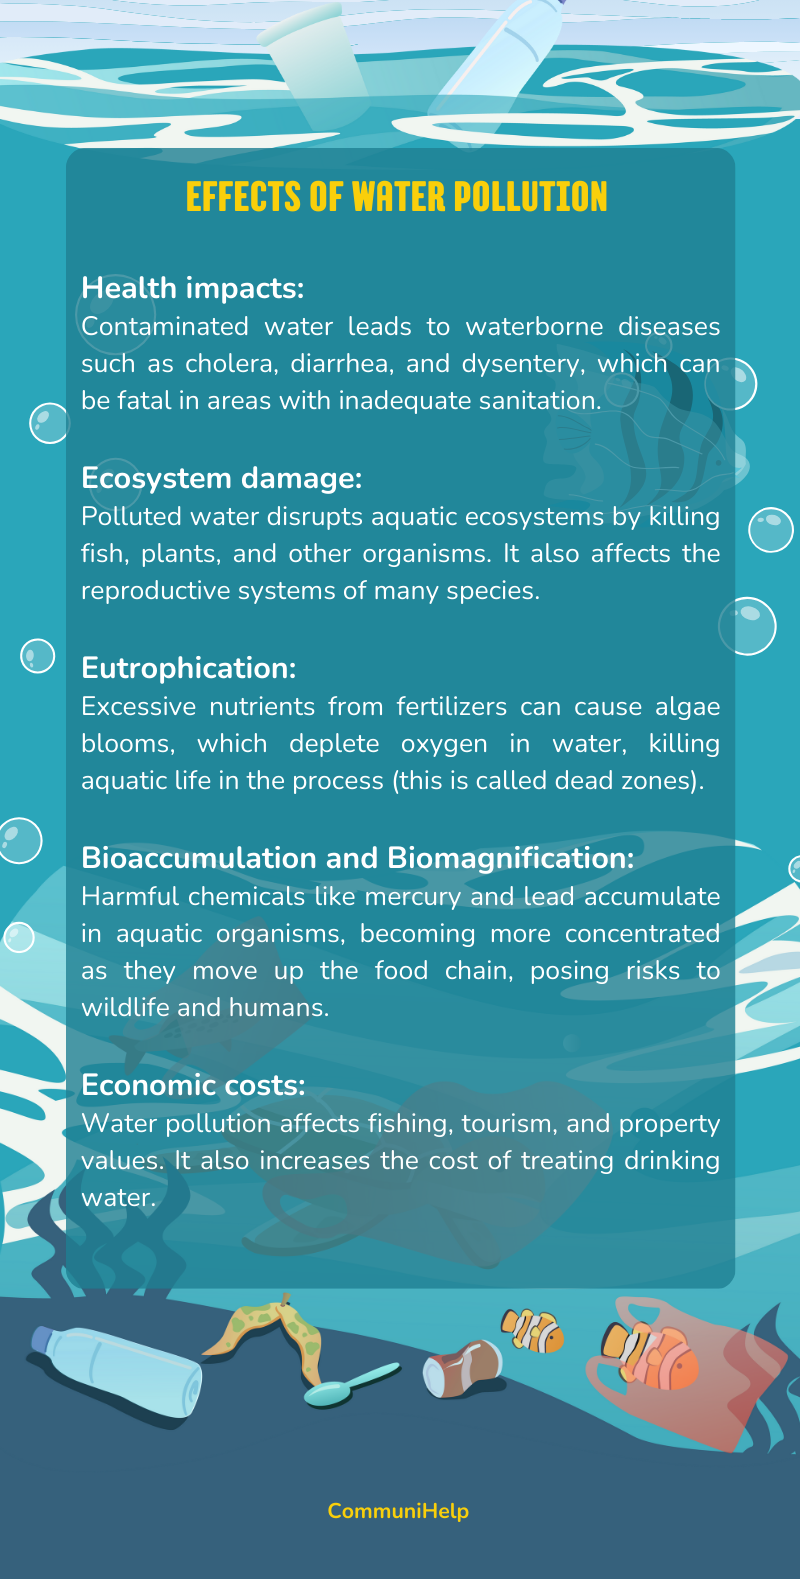 EFFECTS OF WATER POLLUTION
Health impacts:
Contaminated water leads to waterborne diseases
such as cholera, diarrhea, and dysentery, which can
be fatal in areas with inadequate sanitation.
Ecosystem damage:
Polluted water disrupts aquatic ecosystems by killing
fish, plants, and other organisms. It also affects the
reproductive systems of many species.
Eutrophication:
Excessive nutrients from fertilizers can cause algae
blooms, which deplete oxygen in water, killing
aquatic life in the process (this is called dead zones).
Bioaccumulation and Biomagnification:
Harmful chemicals like mercury and lead accumulate
in aquatic organisms, becoming more concentrated
as they move up the food chain, posing risks to
wildlife and humans.
Economic costs:
Water pollution affects fishing, tourism, and property
values. It also increases the cost of treating drinking
water.
CommuniHelp